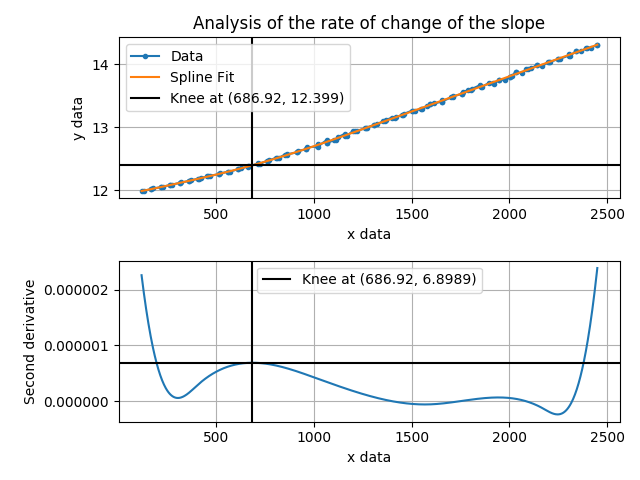 Analysis of the rate of change of the slope
Data
Spline Fit
Knee at (686.92, 12.399)
y data
14
13
12
500 1000 1500 2000 2500
x data
Knee at (686.92, 6.8989)
Second derivative
0.000002
0.000001
0.000000
500 1000 1500 2000 2500
x data